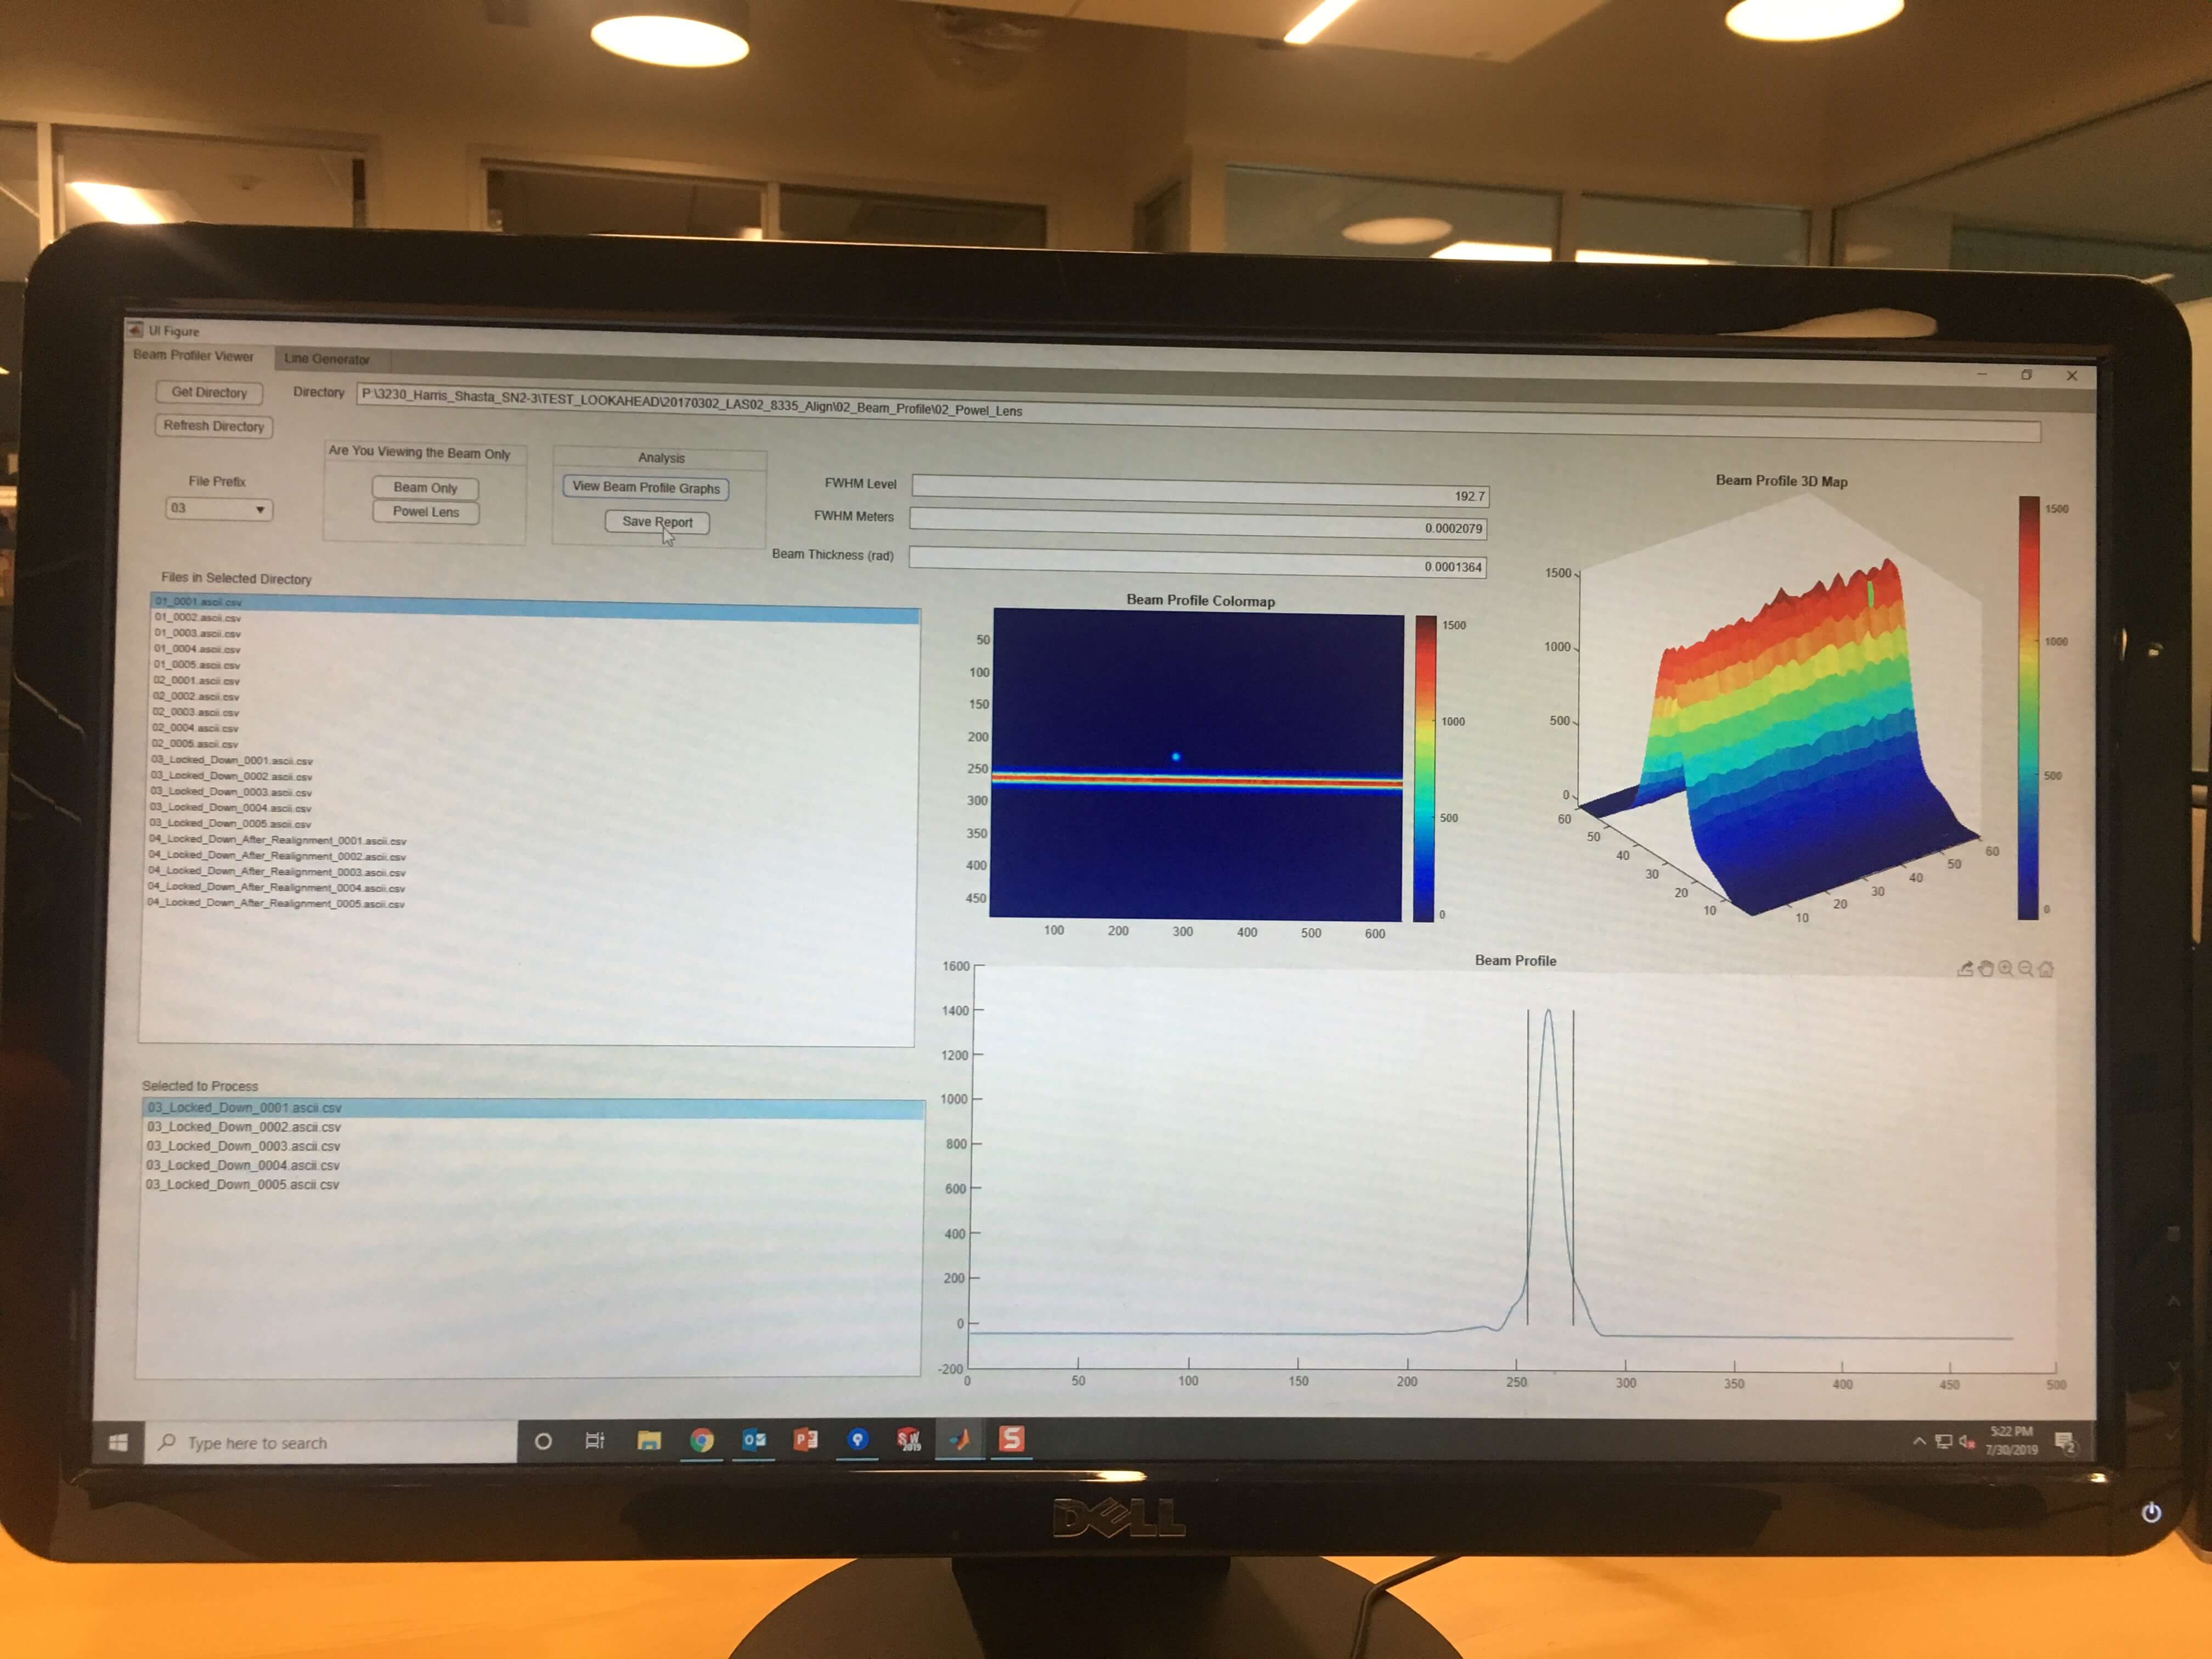 UI Figure
Beam Profiler Viewer
Line Generator
Get Directory
Directory
P:\3230_Harris_Shasta_SN2-3\TEST_LOOKAHEAD\20170302_LAS02_8335_Align\02_Beam_Profile\02_Powel_Lens
Refresh Directory
Are You Viewing the Beam Only
Analysis
File Prefix
03
Beam Only
Powel Lens
View Beam Profile Graphs
Save Report
FWHM Level
192.7
FWHM Meters
0.0002079
Beam Thickness (rad)
0.0001364
Files in Selected Directory
01_0001.ascii.csv
01_0002.ascii.csv
01_0003.ascii.csv
01_0004.ascii.csv
01_0005.ascii.csv
02_0001.ascii.csv
02_0002.ascii.csv
02_0003.ascii.csv
02_0004.ascii.csv
02_0005.ascii.csv
03_Locked_Down_0001.ascii.csv
03_Locked_Down_0002.ascii.csv
03_Locked_Down_0003.ascii.csv
03_Locked_Down_0004.ascii.csv
03_Locked_Down_0005.ascii.csv
04_Locked_Down_After_Realignment_0001.ascii.csv
04_Locked_Down_After_Realignment_0002.ascii.csv
04_Locked_Down_After_Realignment_0003.ascii.csv
04_Locked_Down_After_Realignment_0004.ascii.csv
04_Locked_Down_After_Realignment_0005.ascii.csv
Selected to Process
03_Locked_Down_0001.ascii.csv
03_Locked_Down_0002.ascii.csv
03_Locked_Down_0003.ascii.csv
03_Locked_Down_0004.ascii.csv
03_Locked_Down_0005.ascii.csv
Beam Profile Colormap
50
100
150
200
250
300
350
400
450
100 200 300 400 500 600
1500
1000
500
0
Beam Profile 3D Map
1500
1000
500
0
60
50
40
30
20
10
10
20
30
40
50
60
1500
1000
500
0
Beam Profile
1600
1400
1200
1000
800
600
400
200
0
-200
0 50 100 150 200 250 300 350 400 450 500
Type here to search
SW
2019
S
5:22 PM
7/30/2019
2
DELL